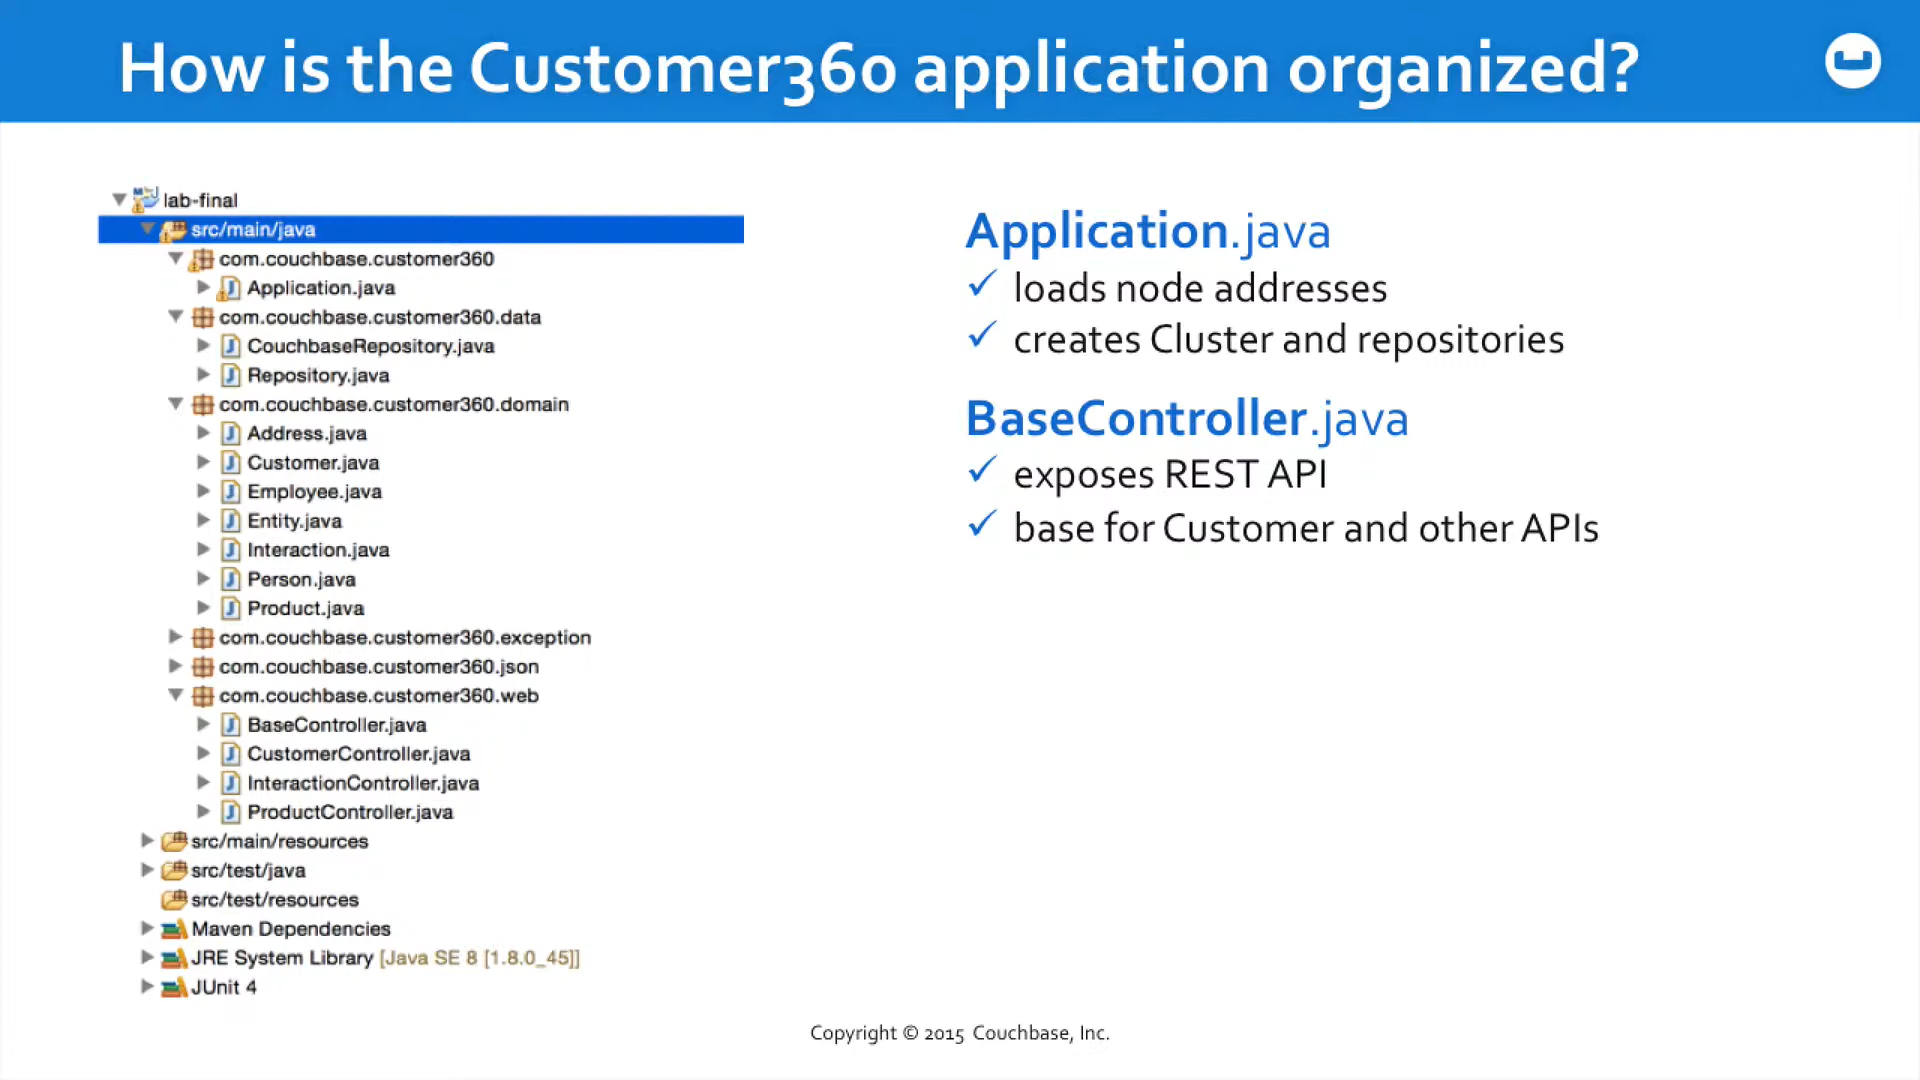 How is the Customer360 application organized?
lab-final
src/main/java
com.couchbase.customer360
Application.java
com.couchbase.customer360.data
CouchbaseRepository.java
Repository.java
com.couchbase.customer360.domain
Address.java
Customer.java
Employee.java
Entity.java
Interaction.java
Person.java
Product.java
com.couchbase.customer360.exception
com.couchbase.customer360.json
com.couchbase.customer360.web
BaseController.java
CustomerController.java
InteractionController.java
ProductController.java
src/main/resources
src/test/java
src/test/resources
Maven Dependencies
JRE System Library [Java SE 8 [1.8.0_45]]
JUnit 4
Application.java
✓ loads node addresses
✓ creates Cluster and repositories
BaseController.java
✓ exposes REST API
✓ base for Customer and other APIs
Copyright © 2015 Couchbase, Inc.